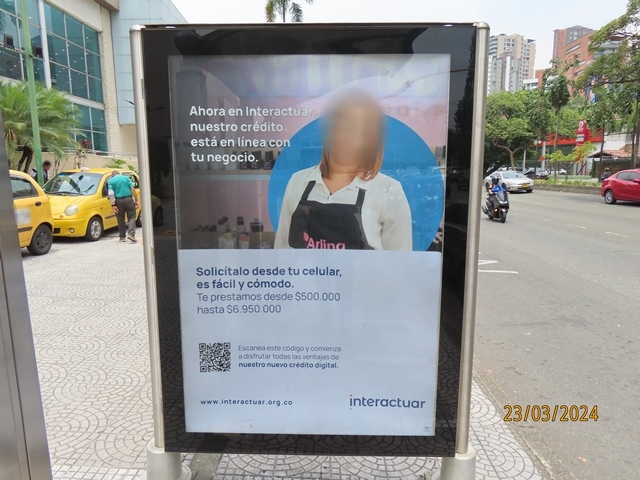 Ahora en Interactuar
nuestro crédito
está en línea con
tu negocio.
Arlina
Solicítalo desde tu celular,
es fácil y cómodo.
Te prestamos desde $500.000
hasta $6.950.000
Escanea este código y comienza
a disfrutar todas las ventajas de
nuestro nuevo crédito digital.
www.interactuar.org.co
interactuar
23/03/2024